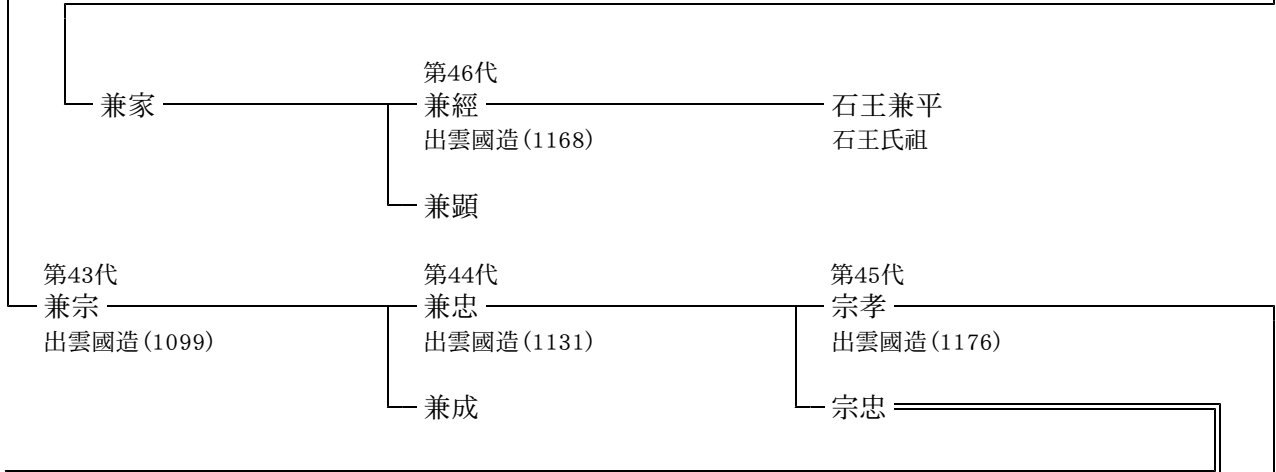 第46代
兼家
兼經
石王兼平
出雲國造(1168)
石王氏祖
兼顕
第43代
第44代
第45代
兼宗
兼忠
宗孝
出雲國造(1099)
出雲國造(1131)
出雲國造(1176)
兼成
宗忠